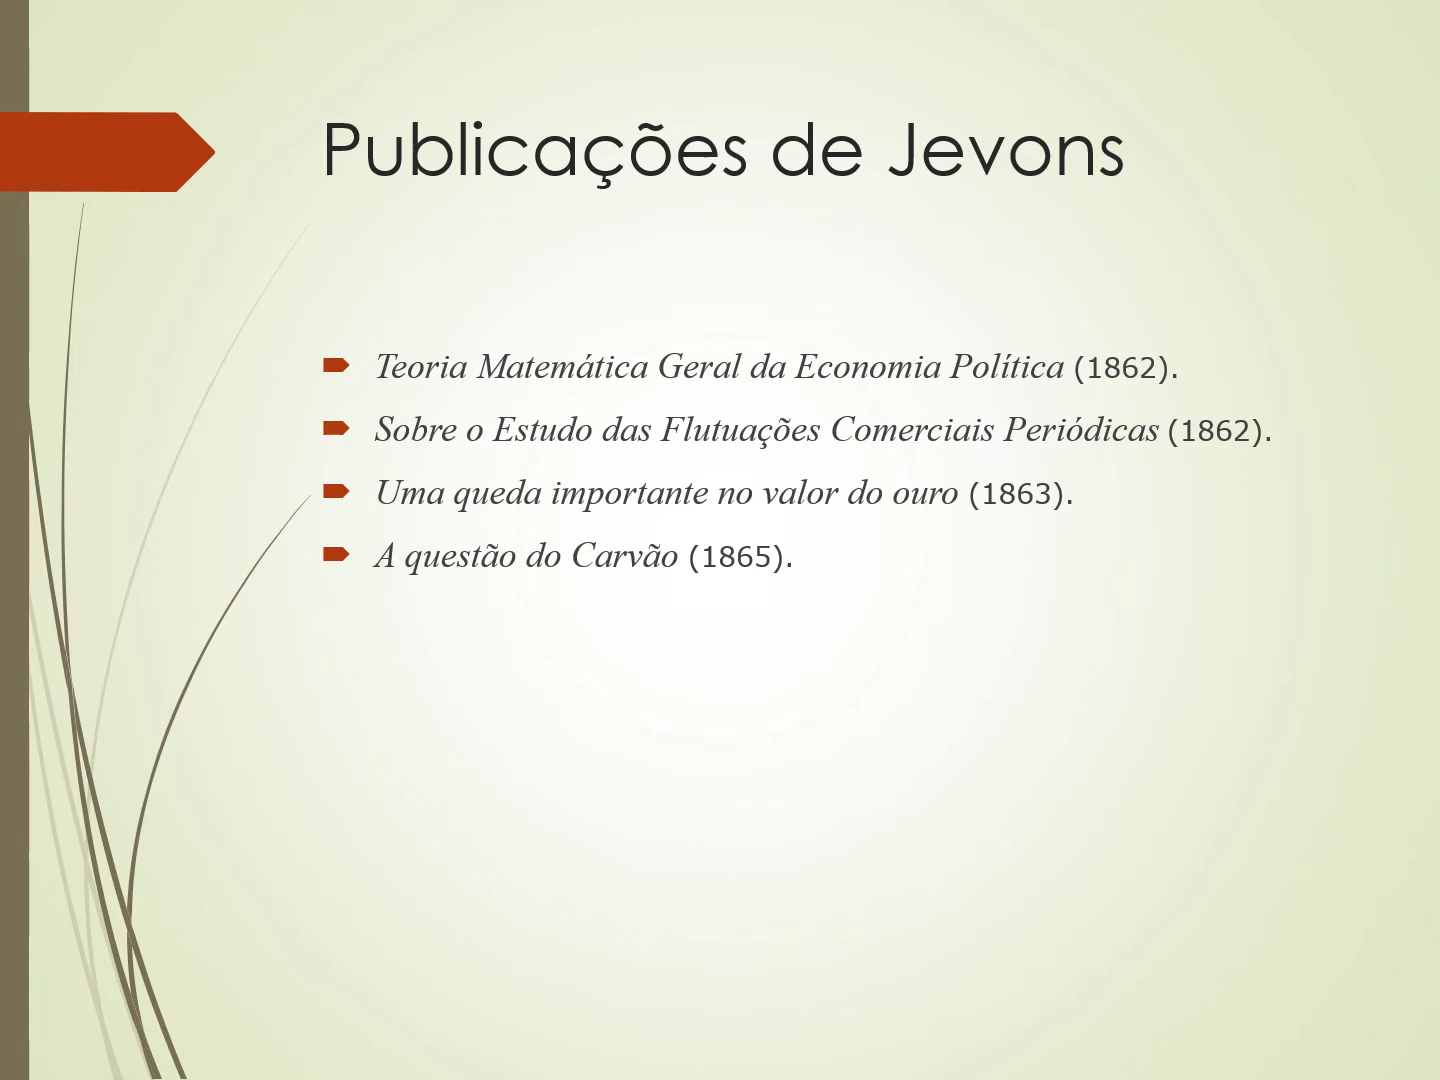 Publicações de Jevons
Teoria Matemática Geral da Economia Política (1862).
Sobre o Estudo das Flutuações Comerciais Periódicas (1862).
Uma queda importante no valor do ouro (1863).
A questão do Carvão (1865).